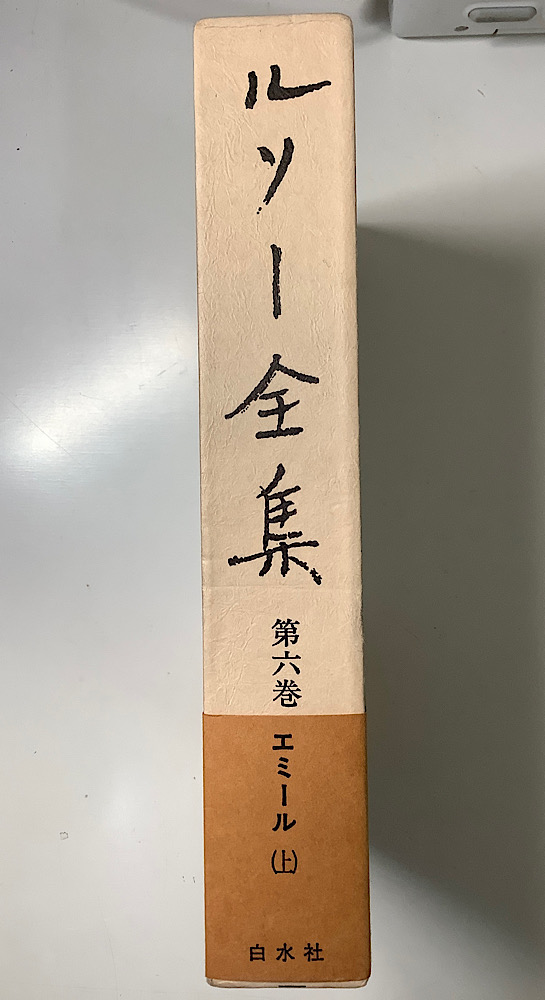 ルソー全集
第六巻
エミール(上)
白水社